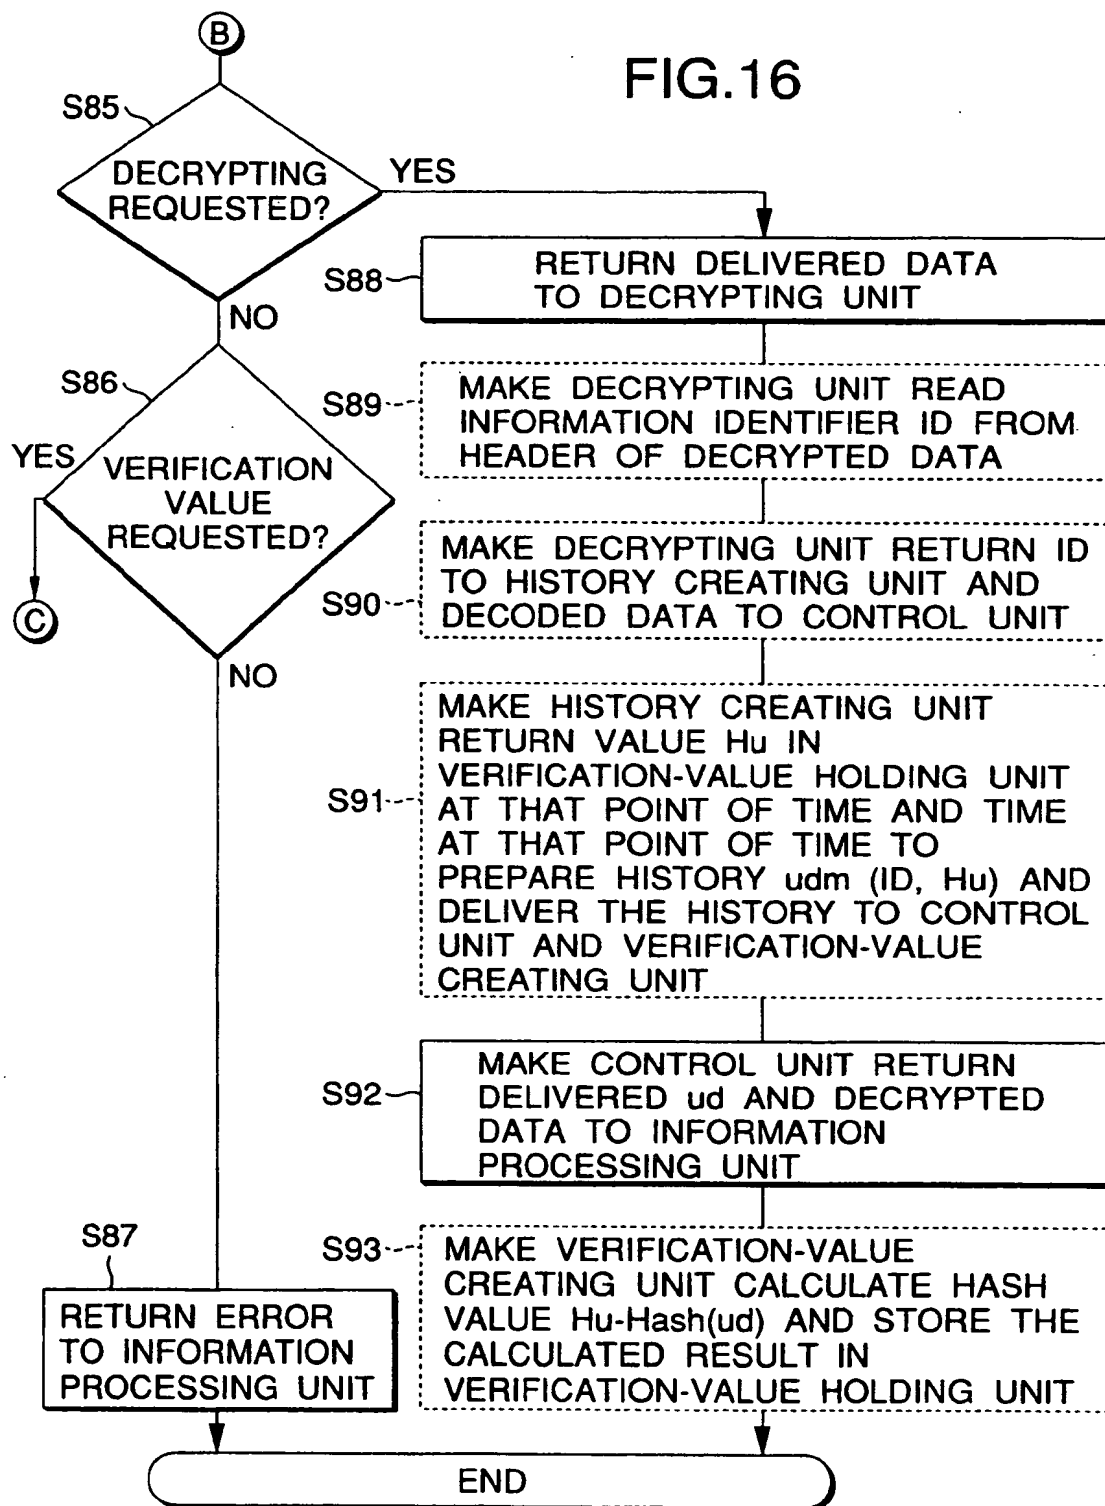 B
FIG.16
S85
DECRYPTING
REQUESTED?
YES
NO
S86
YES
VERIFICATION
VALUE
REQUESTED?
C
NO
S87
RETURN ERROR
TO INFORMATION
PROCESSING UNIT
S88
RETURN DELIVERED DATA
TO DECRYPTING UNIT
S89
MAKE DECRYPTING UNIT READ
INFORMATION IDENTIFIER ID FROM
HEADER OF DECRYPTED DATA
S90
MAKE DECRYPTING UNIT RETURN ID
TO HISTORY CREATING UNIT AND
DECODED DATA TO CONTROL UNIT
S91
MAKE HISTORY CREATING UNIT
RETURN VALUE Hu IN
VERIFICATION-VALUE HOLDING UNIT
AT THAT POINT OF TIME AND TIME
AT THAT POINT OF TIME TO
PREPARE HISTORY udm (ID, Hu) AND
DELIVER THE HISTORY TO CONTROL
UNIT AND VERIFICATION-VALUE
CREATING UNIT
S92
MAKE CONTROL UNIT RETURN
DELIVERED ud AND DECRYPTED
DATA TO INFORMATION
PROCESSING UNIT
S93
MAKE VERIFICATION-VALUE
CREATING UNIT CALCULATE HASH
VALUE Hu-Hash(ud) AND STORE THE
CALCULATED RESULT IN
VERIFICATION-VALUE HOLDING UNIT
END